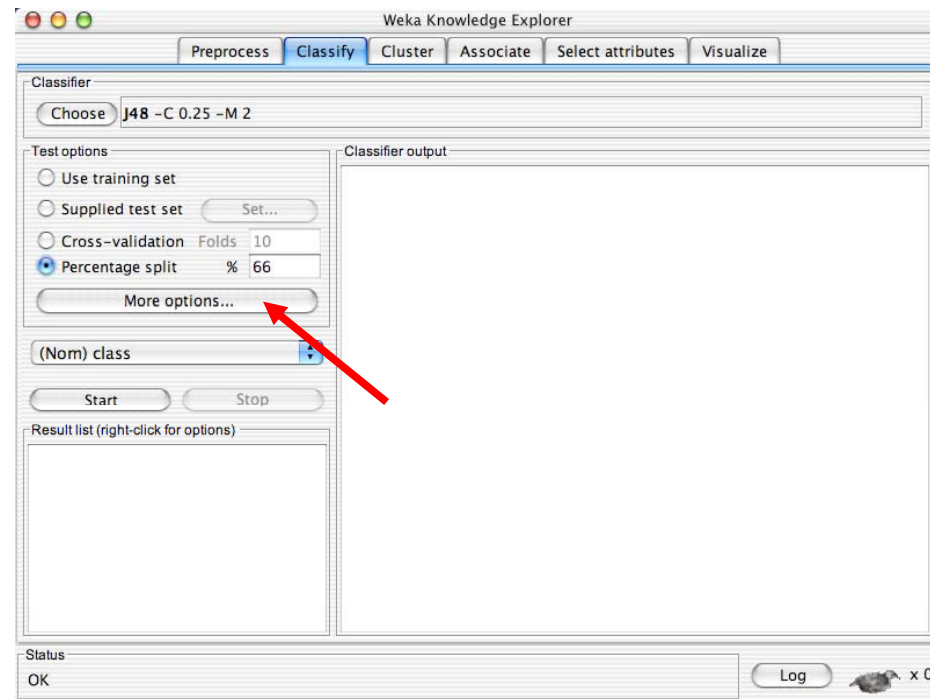 Weka Knowledge Explorer
Preprocess Classify Cluster Associate Select attributes Visualize
Classifier
Choose J48 -C 0.25 -M 2
Test options
Use training set
Supplied test set Set...
Cross-validation Folds 10
Percentage split % 66
More options...
(Nom) class
Start Stop
Result list (right-click for options)
Classifier output
Status
OK
Log x 0